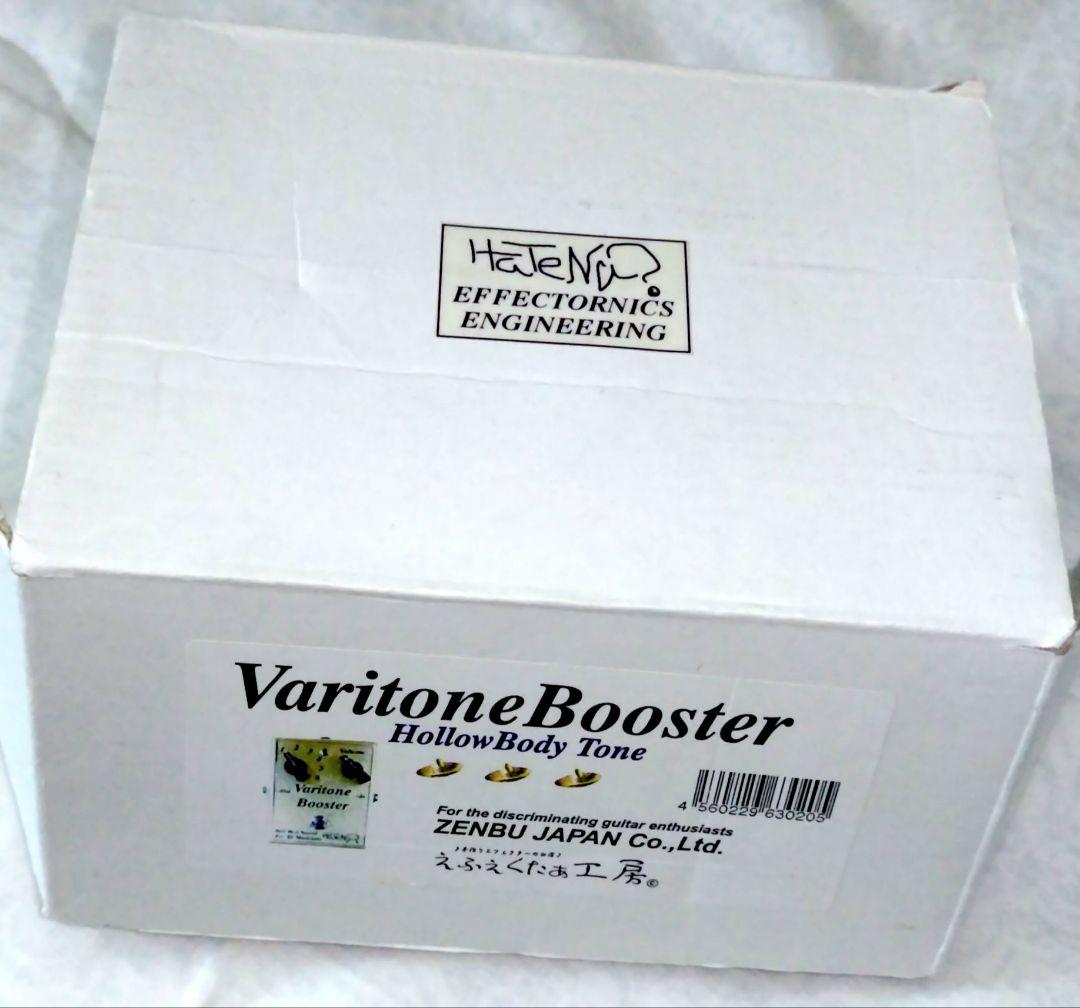 HaTeNa?
EFFECTORNICS
ENGINEERING
VaritoneBooster
HollowBody Tone
Varitone
Booster
4 560229 630205
For the discriminating guitar enthusiasts
ZENBU JAPAN Co.,Ltd.
えふえくたぁ工房©